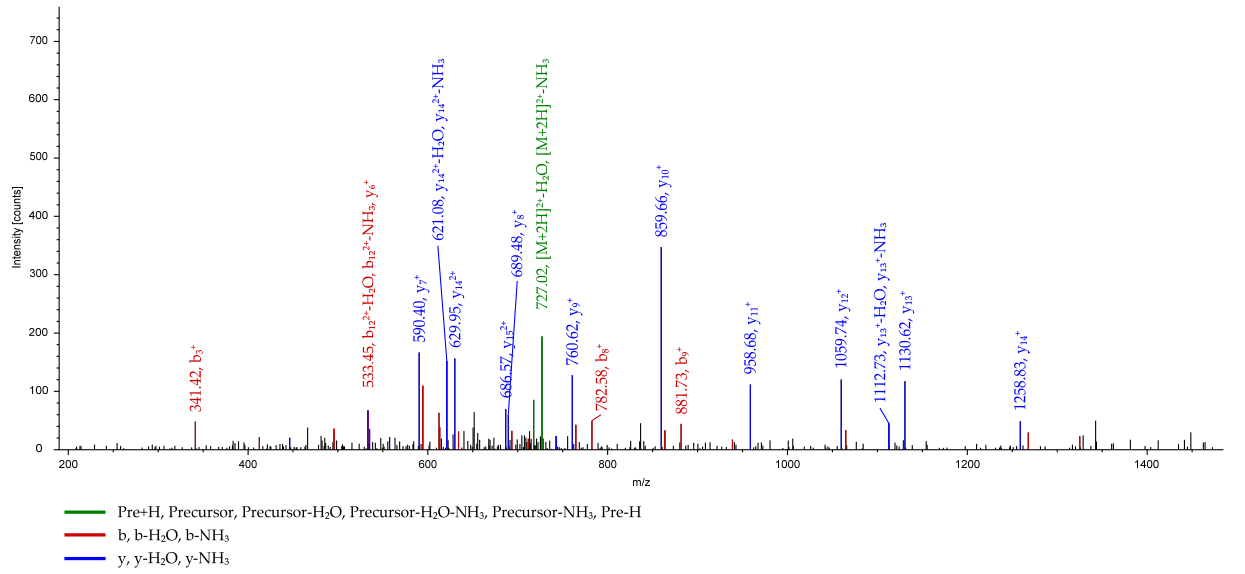 700
600
500
400
300
200
100
0
Intensity [counts]
341.42, b₃⁺
533.45, b₁₂²⁺-H₂O, b₁₂²⁺-NH₃, y₆⁺
590.40, y₇⁺
621.08, y₁₄²⁺-H₂O, y₁₄²⁺-NH₃
629.95, y₁₄²⁺
686.57, y₁₅²⁺
689.48, y₈⁺
727.02, [M+2H]²⁺-H₂O, [M+2H]²⁺-NH₃
760.62, y₉⁺
782.58, b₈⁺
859.66, y₁₀⁺
881.73, b₉⁺
958.68, y₁₁⁺
1059.74, y₁₂⁺
1112.73, y₁₃⁺-H₂O, y₁₃⁺-NH₃
1130.62, y₁₃⁺
1258.83, y₁₄⁺
200 400 600 800 1000 1200 1400
m/z
Pre+H, Precursor, Precursor-H₂O, Precursor-H₂O-NH₃, Precursor-NH₃, Pre-H
b, b-H₂O, b-NH₃
y, y-H₂O, y-NH₃